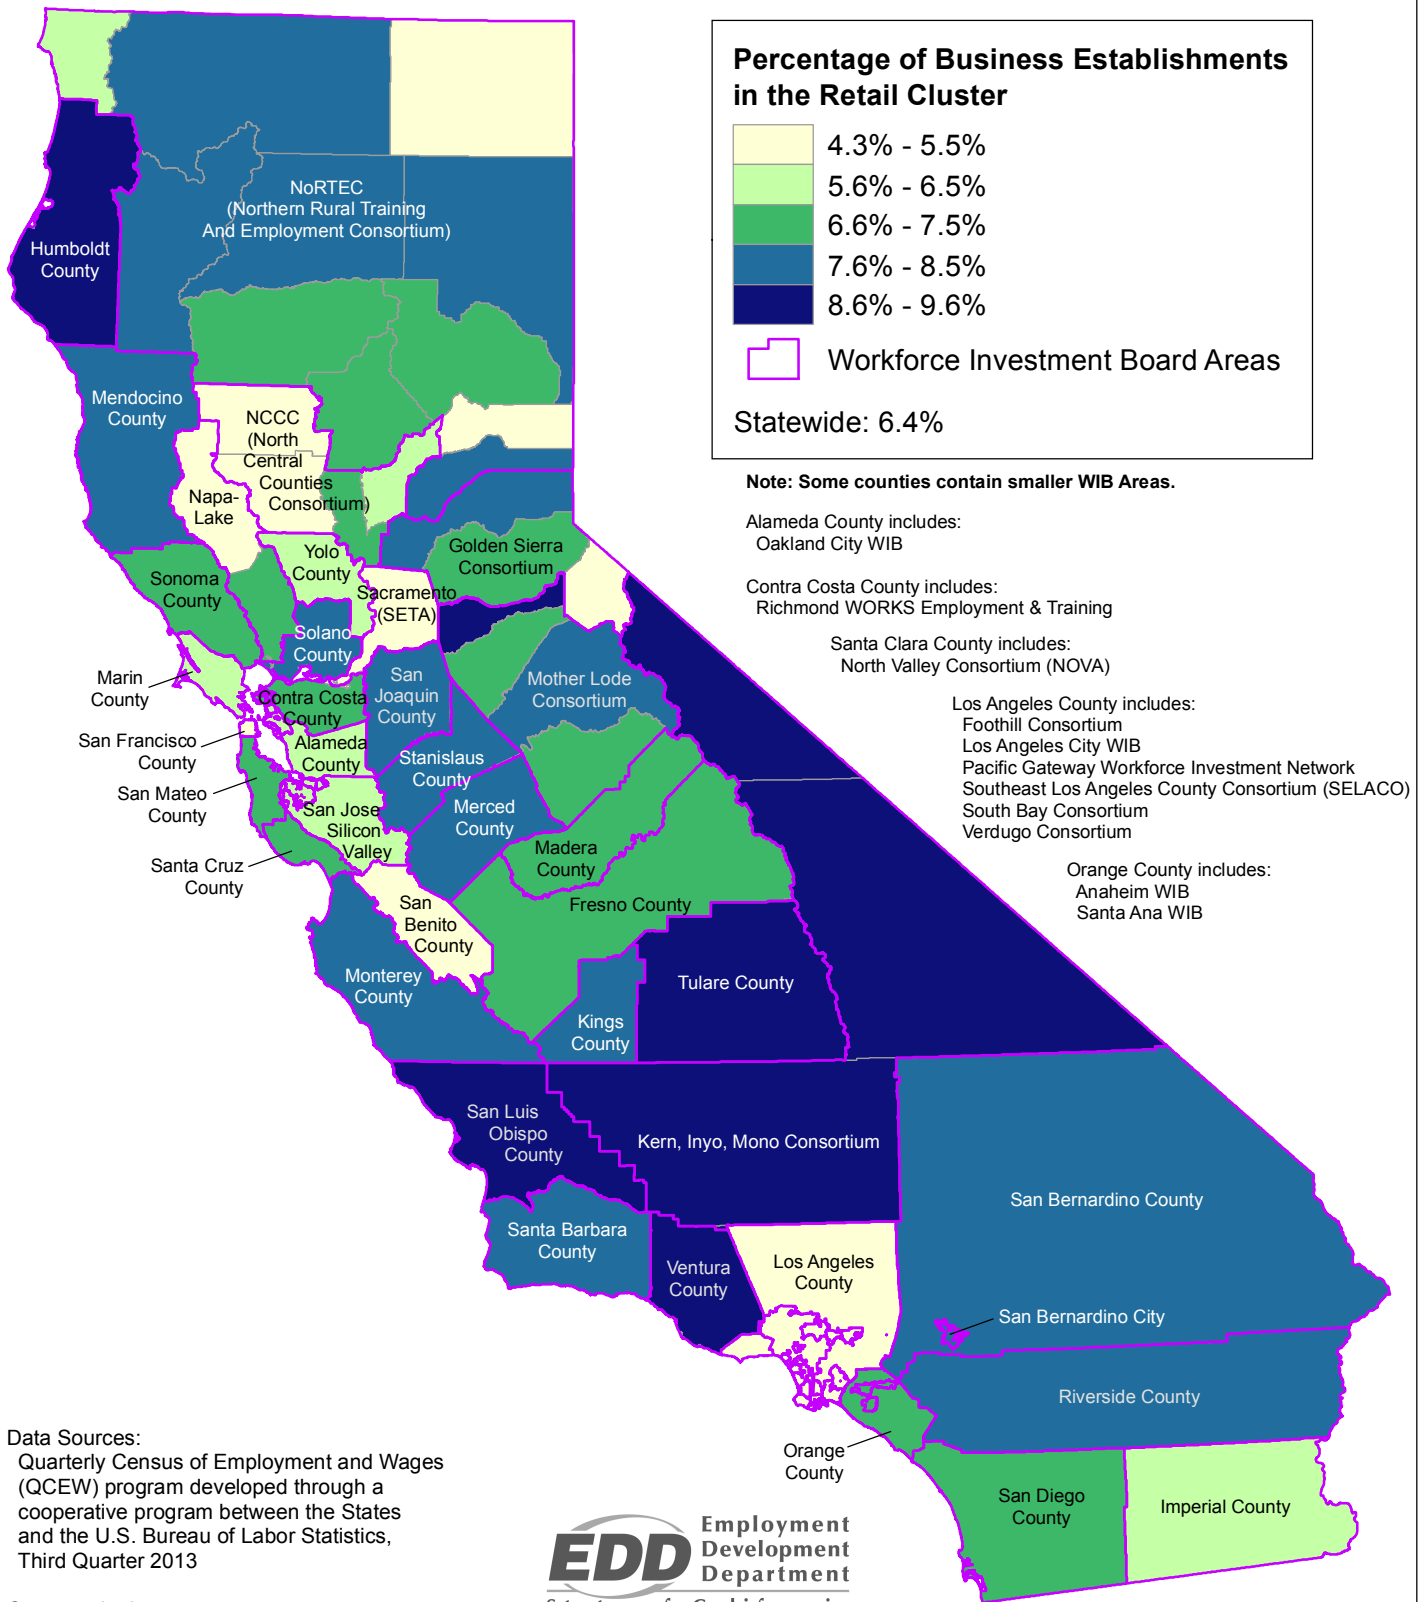 Percentage of Business Establishments
in the Retail Cluster
4.3% - 5.5%
5.6% - 6.5%
6.6% - 7.5%
7.6% - 8.5%
8.6% - 9.6%
Workforce Investment Board Areas
Statewide: 6.4%
Note: Some counties contain smaller WIB Areas.
Alameda County includes:
Oakland City WIB
Contra Costa County includes:
Richmond WORKS Employment & Training
Santa Clara County includes:
North Valley Consortium (NOVA)
Los Angeles County includes:
Foothill Consortium
Los Angeles City WIB
Pacific Gateway Workforce Investment Network
Southeast Los Angeles County Consortium (SELACO)
South Bay Consortium
Verdugo Consortium
Orange County includes:
Anaheim WIB
Santa Ana WIB
NoRTEC
(Northern Rural Training
And Employment Consortium)
Humboldt
County
Mendocino
County
NCCC
(North
Central
Counties
Consortium)
Napa-
Lake
Yolo
County
Golden Sierra
Consortium
Sonoma
County
Sacramento
(SETA)
Solano
County
Marin
County
Contra Costa
County
San
Joaquin
County
Mother Lode
Consortium
San Francisco
County
Alameda
County
Stanislaus
County
San Mateo
County
San Jose
Silicon
Valley
Merced
County
Santa Cruz
County
Madera
County
San
Benito
County
Fresno County
Monterey
County
Tulare County
Kings
County
San Luis
Obispo
County
Kern, Inyo, Mono Consortium
San Bernardino County
Santa Barbara
County
Ventura
County
Los Angeles
County
San Bernardino City
Riverside County
Orange
County
San Diego
County
Imperial County
Data Sources:
Quarterly Census of Employment and Wages
(QCEW) program developed through a
cooperative program between the States
and the U.S. Bureau of Labor Statistics,
Third Quarter 2013
EDD
Employment
Development
Department